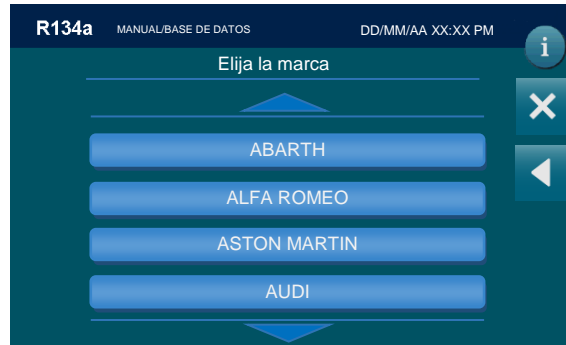 R134a MANUAL/BASE DE DATOS DD/MM/AA XX:XX PM
i
Elija la marca
ABARTH
ALFA ROMEO
ASTON MARTIN
AUDI